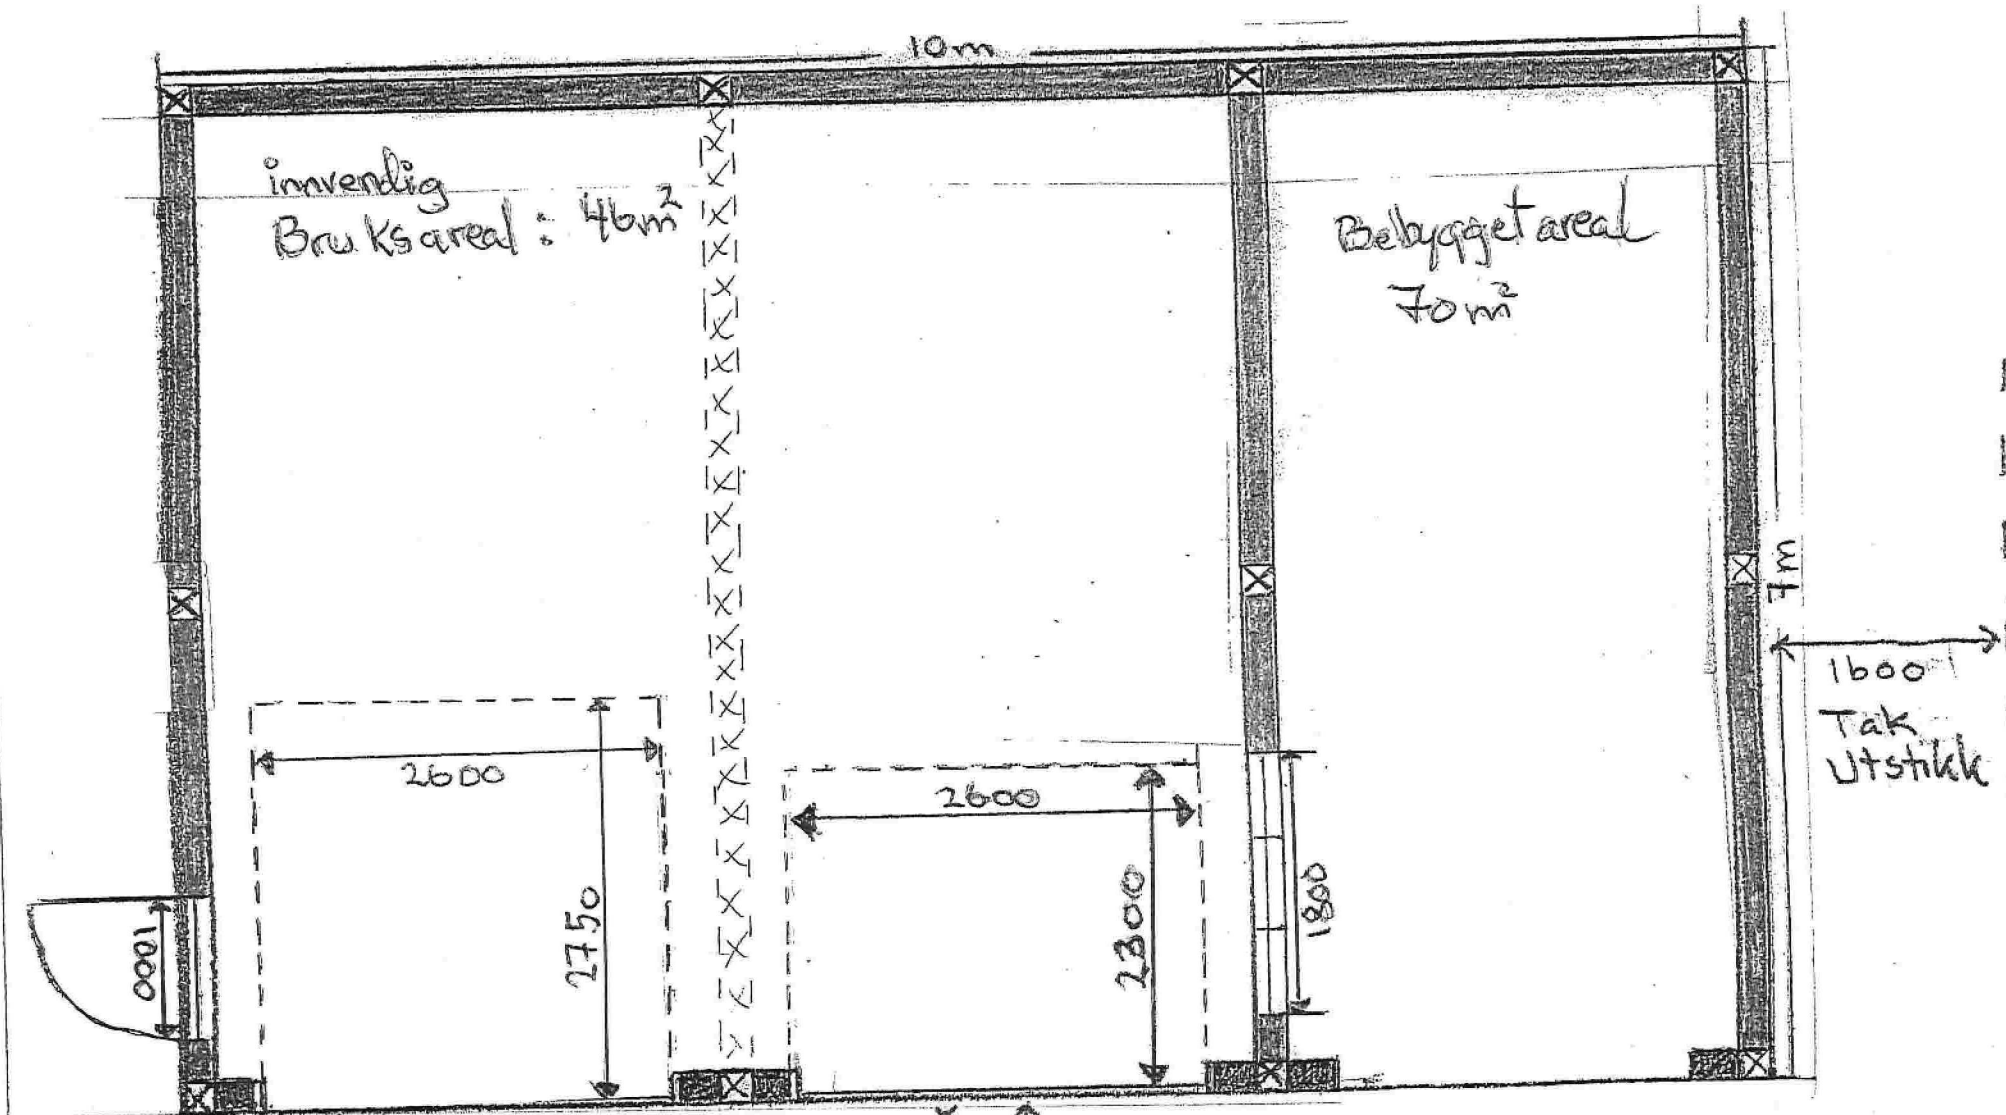 10m
innvendig
Bruksareal : 46m²
Bebygget areal
70m²
7m
1600
Tak
Utstikk
2600
2600
2750
2300
1800
1000